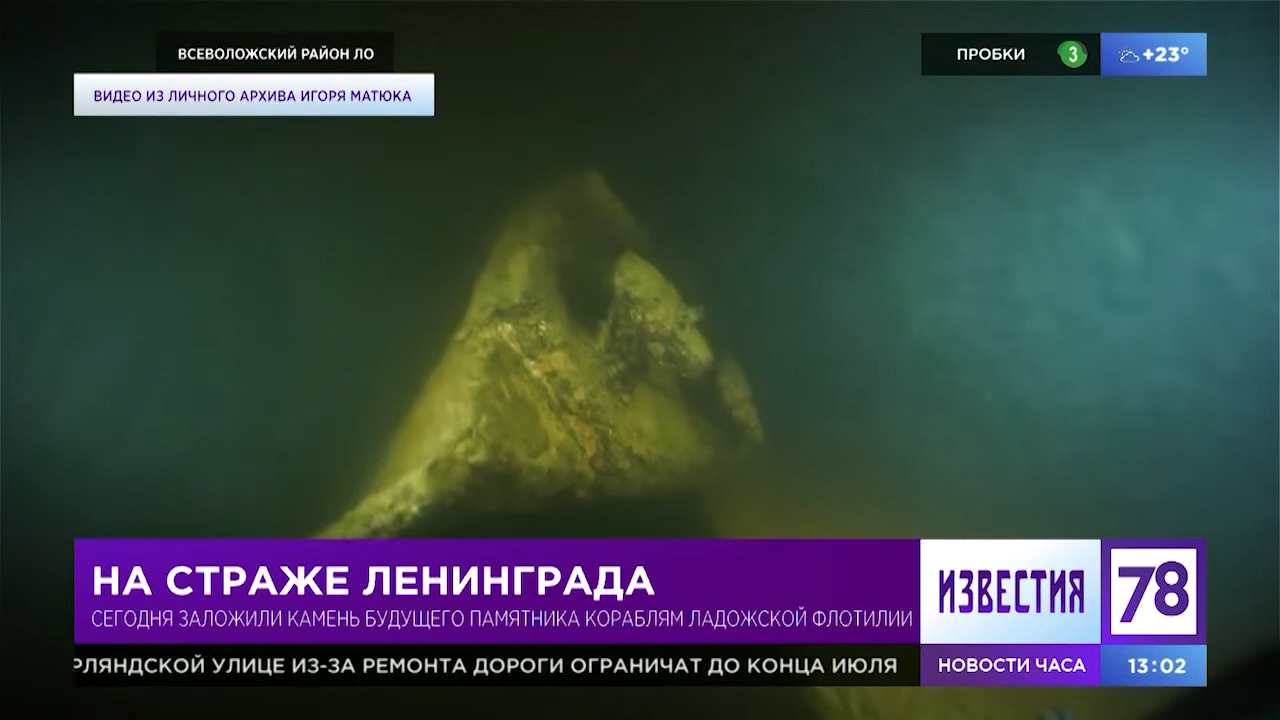 ВСЕВОЛОЖСКИЙ РАЙОН ЛО
ВИДЕО ИЗ ЛИЧНОГО АРХИВА ИГОРЯ МАТЮКА
ПРОБКИ 3 +23°
НА СТРАЖЕ ЛЕНИНГРАДА
СЕГОДНЯ ЗАЛОЖИЛИ КАМЕНЬ БУДУЩЕГО ПАМЯТНИКА КОРАБЛЯМ ЛАДОЖСКОЙ ФЛОТИЛИИ
ИЗВЕСТИЯ 78
РЛЯНДСКОЙ УЛИЦЕ ИЗ-ЗА РЕМОНТА ДОРОГИ ОГРАНИЧАТ ДО КОНЦА ИЮЛЯ
НОВОСТИ ЧАСА 13:02